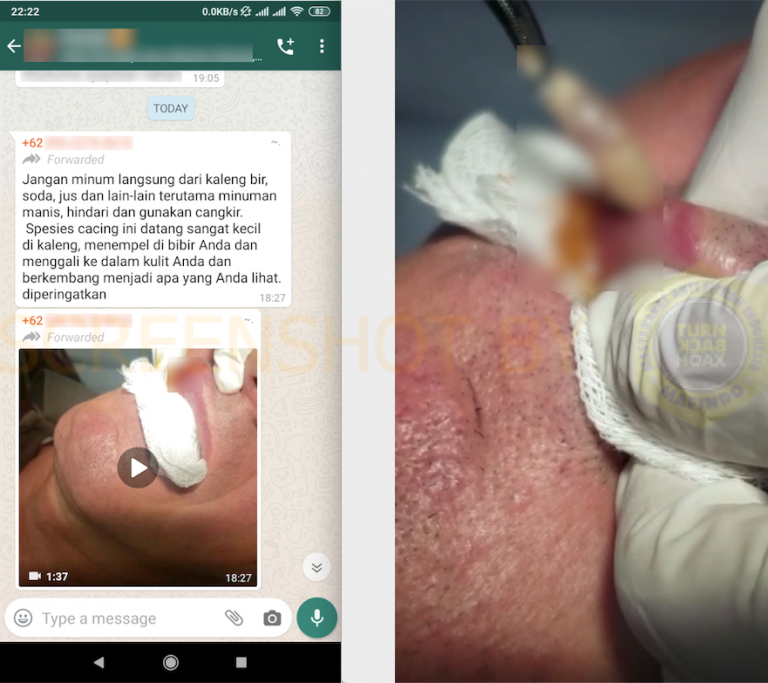 22:22
0.0KB/s
82
19:05
TODAY
+62
~.
Forwarded
Jangan minum langsung dari kaleng bir,
soda, jus dan lain-lain terutama minuman
manis, hindari dan gunakan cangkir.
Spesies cacing ini datang sangat kecil
di kaleng, menempel di bibir Anda dan
menggali ke dalam kulit Anda dan
berkembang menjadi apa yang Anda lihat.
diperingatkan
18:27
+62
~.
Forwarded
1:37
18:27
Type a message
SCREENSHOT BY
TURN
BACK
HOAX
MAFINDO